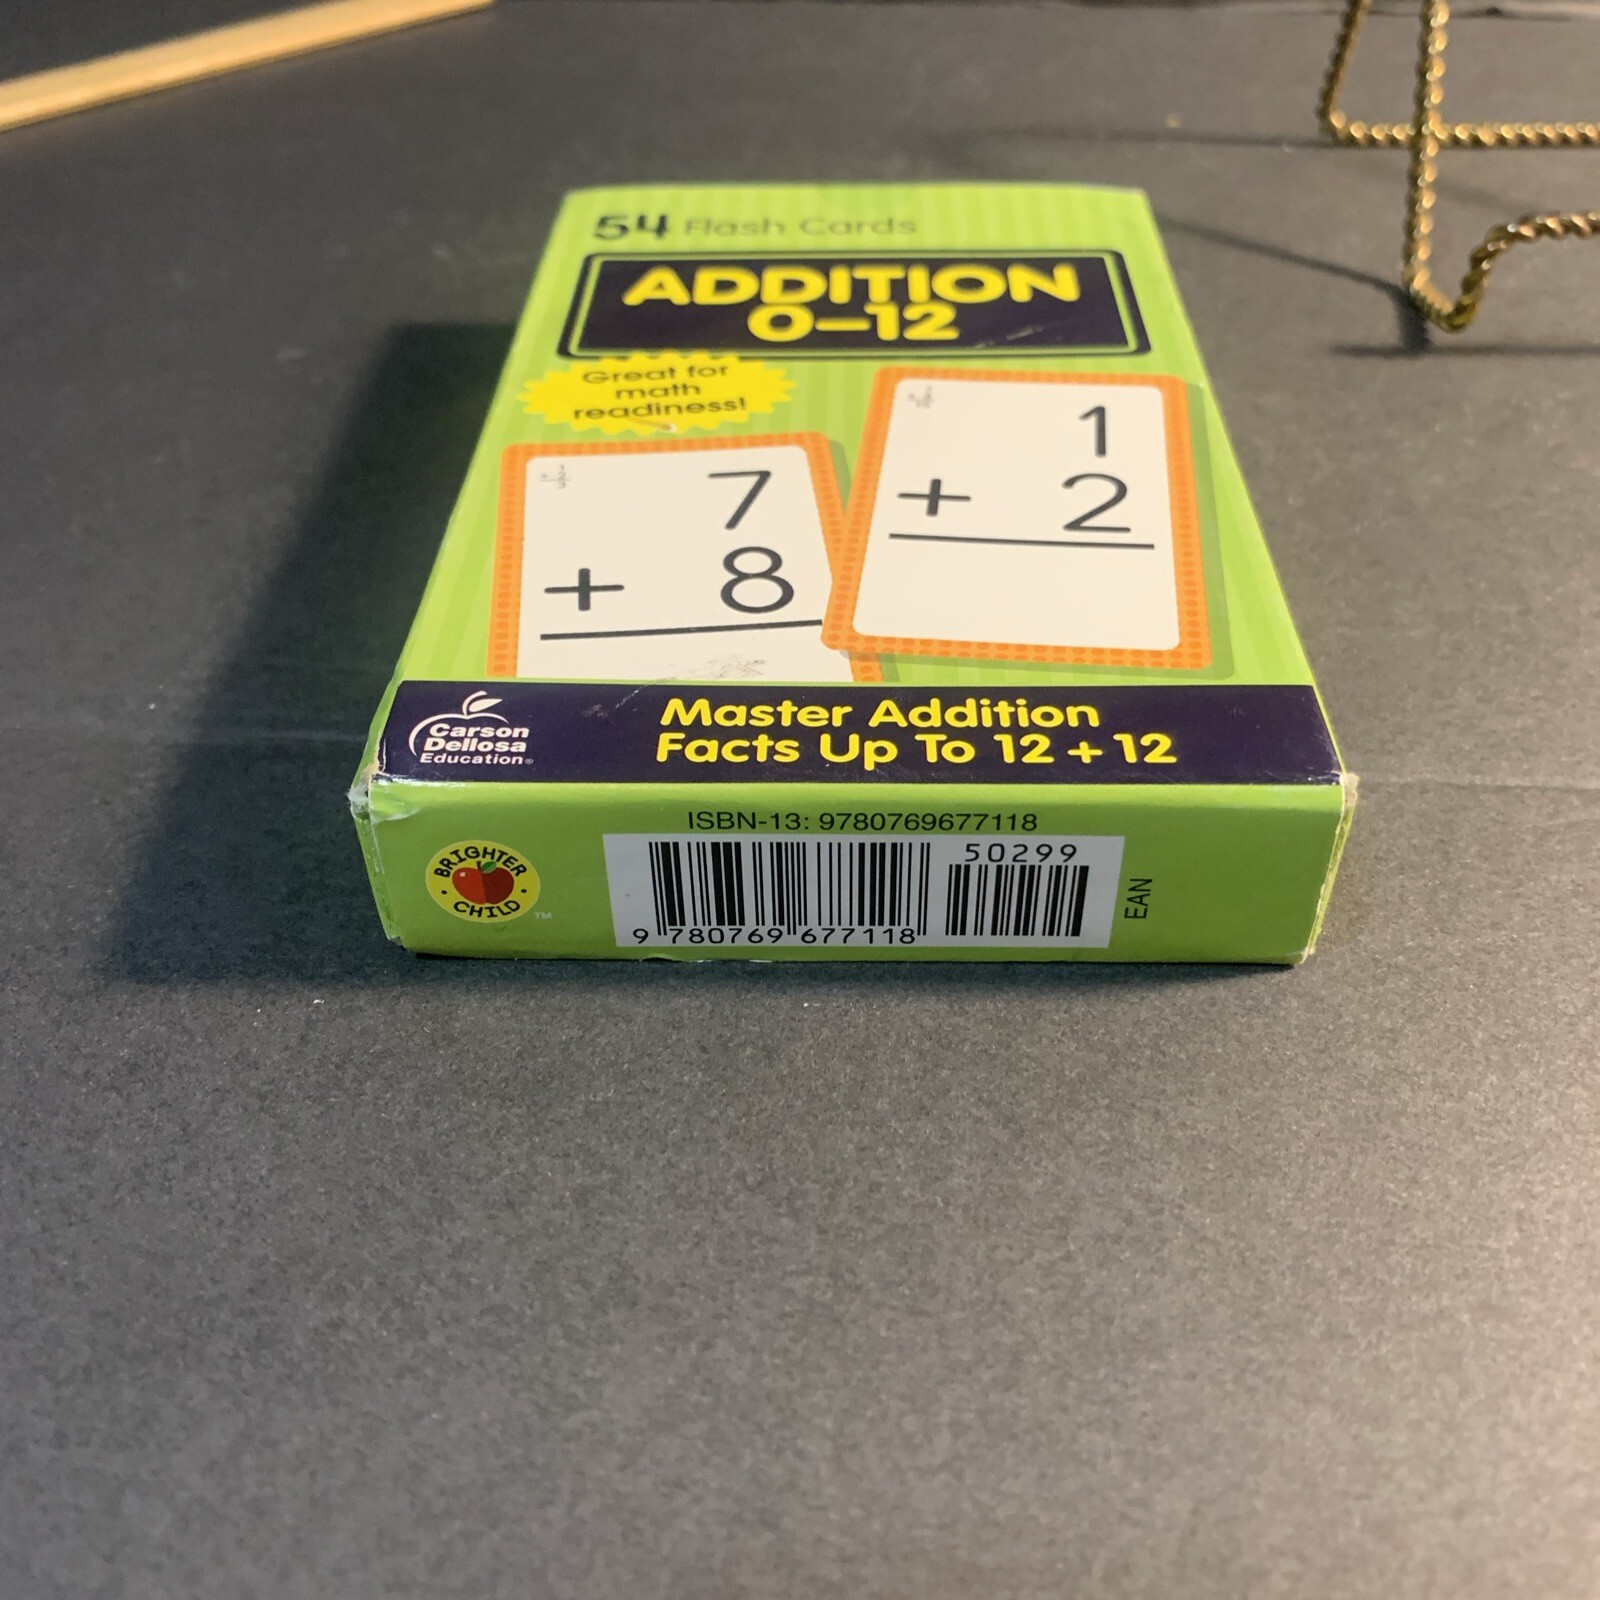 54 Flash Cards
ADDITION
0–12
Great for
math
readiness!
1
+ 2
7
+ 8
Carson
Dellosa
Education
Master Addition
Facts Up To 12 + 12
ISBN-13: 9780769677118
BRIGHTER
CHILD
TM
50299
9 780769 677118
EAN